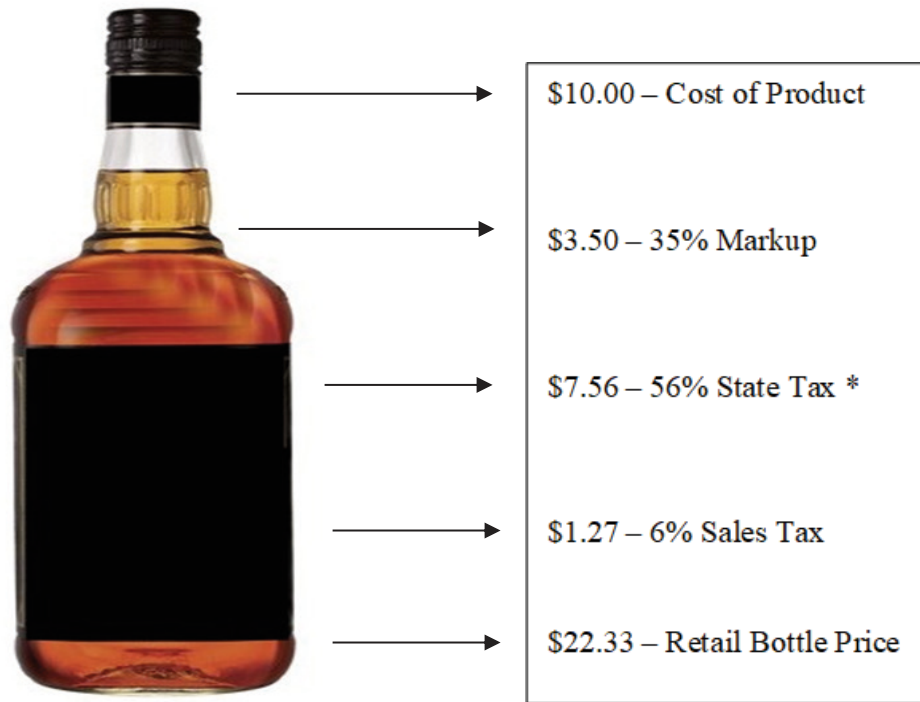 $10.00 – Cost of Product
$3.50 – 35% Markup
$7.56 – 56% State Tax *
$1.27 – 6% Sales Tax
$22.33 – Retail Bottle Price